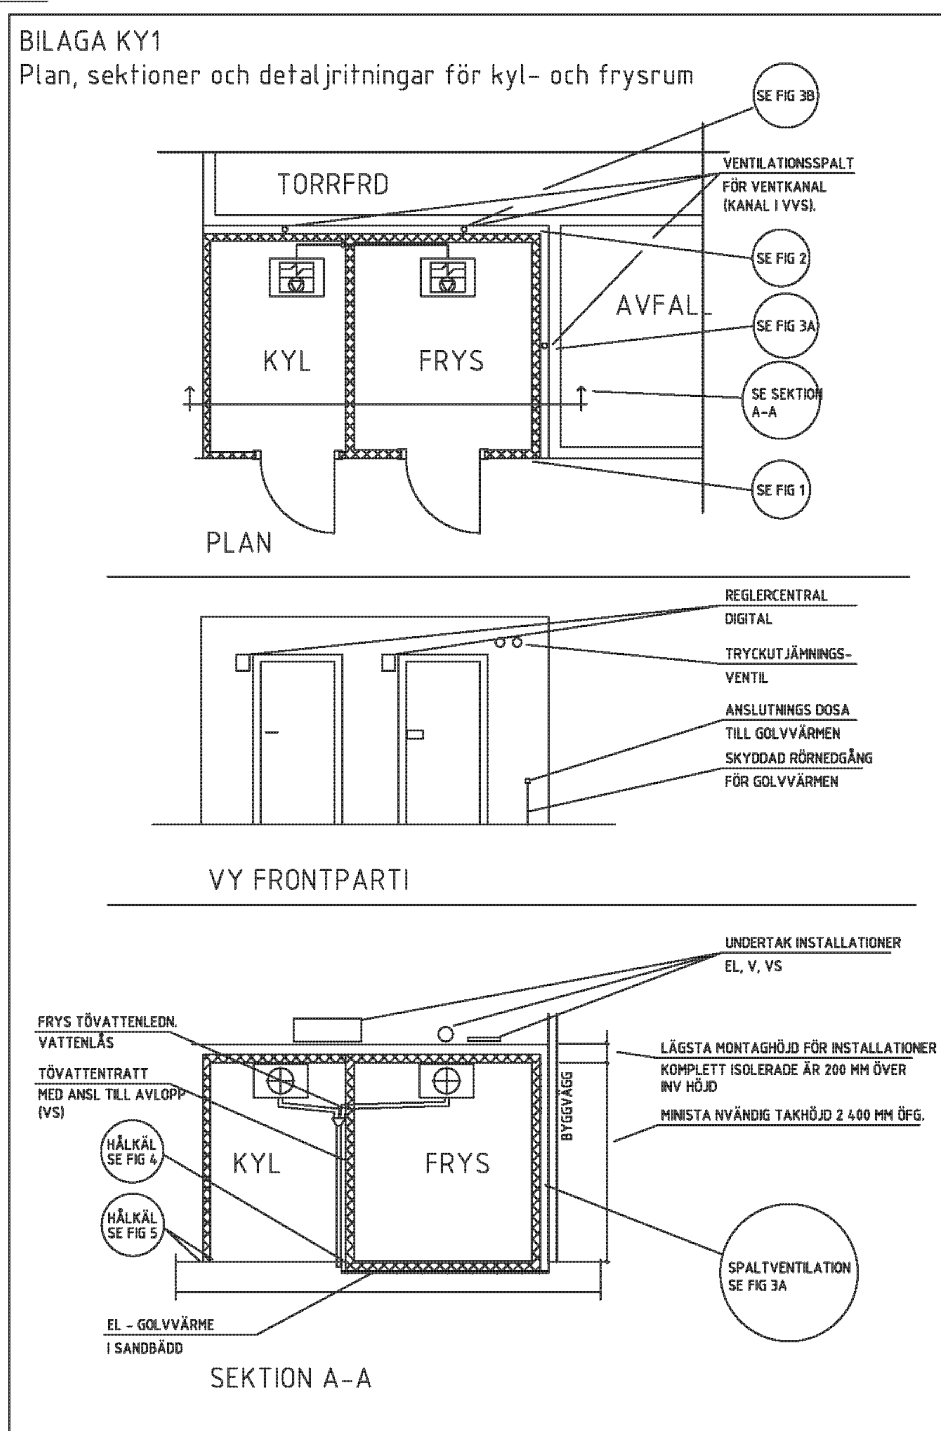 BILAGA KY1
Plan, sektioner och detaljritningar för kyl- och frysrum
SE FIG 3B
TORRFRD
VENTILATIONSSPALT
FÖR VENTKANAL
(KANAL I VVS).
SE FIG 2
AVFALL
SE FIG 3A
KYL
FRYS
SE SEKTION
A-A
SE FIG 1
PLAN
REGLERCENTRAL
DIGITAL
TRYCKUTJÄMNINGS-
VENTIL
ANSLUTNINGS DOSA
TILL GOLVVÄRMEN
SKYDDAD RÖRNEDGÅNG
FÖR GOLVVÄRMEN
VY FRONTPARTI
UNDERTAK INSTALLATIONER
EL, V, VS
FRYS TÖVATTENLEDN.
VATTENLÅS
LÄGSTA MONTAGHÖJD FÖR INSTALLATIONER
KOMPLETT ISOLERADE ÄR 200 MM ÖVER
INV HÖJD
TÖVATTENTRATT
MED ANSL TILL AVLOPP
(VS)
BYGGVÄGG
MINISTA NVÄNDIG TAKHÖJD 2 400 MM ÖFG.
HÅLKÄL
SE FIG 4
KYL
FRYS
HÅLKÄL
SE FIG 5
SPALTVENTILATION
SE FIG 3A
EL - GOLVVÄRME
I SANDBÄDD
SEKTION A-A